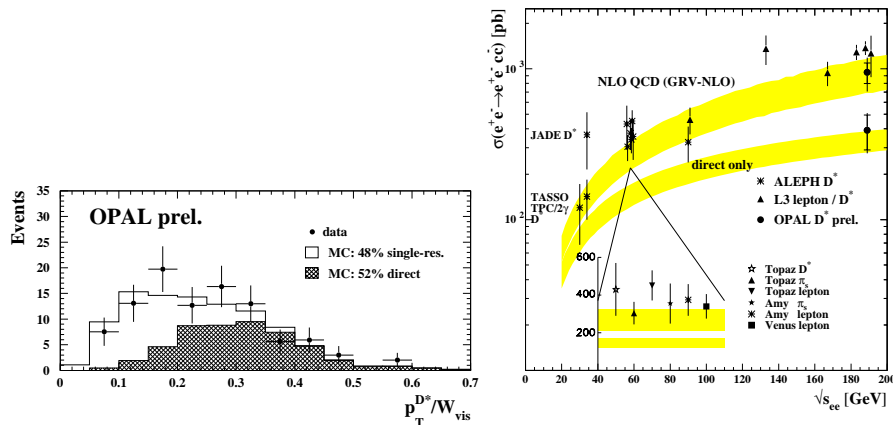 OPAL prel.
data
MC: 48% single-res.
MC: 52% direct
Events
35
30
25
20
15
10
5
0
0 0.1 0.2 0.3 0.4 0.5 0.6 0.7
p_T^{D*}/W_vis
σ(e⁺e⁻→e⁺e⁻ cc̄) [pb]
10³
10²
10
NLO QCD (GRV-NLO)
JADE D*
direct only
TASSO
TPC/2γ
D*
ALEPH D*
L3 lepton / D*
OPAL D* prel.
600
400
200
Topaz D*
Topaz π_s
Topaz lepton
Amy π_s
Amy lepton
Venus lepton
0 20 40 60 80 100 120 140 160 180 200
√s_ee [GeV]